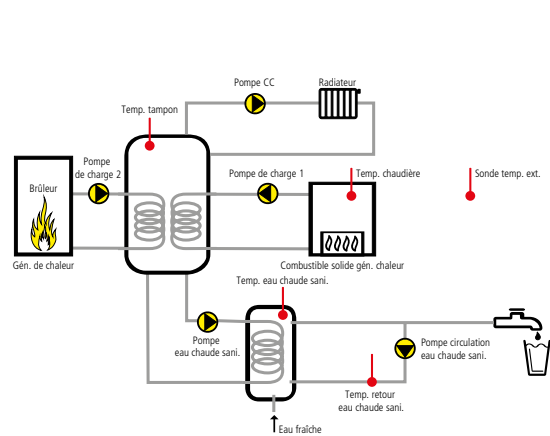 Pompe CC
Radiateur
Temp. tampon
Pompe
de charge 2
Pompe de charge 1
Temp. chaudière
Sonde temp. ext.
Brûleur
Gén. de chaleur
Combustible solide gén. chaleur
Temp. eau chaude sani.
Pompe
eau chaude sani.
Pompe circulation
eau chaude sani.
Temp. retour
eau chaude sani.
Eau fraîche